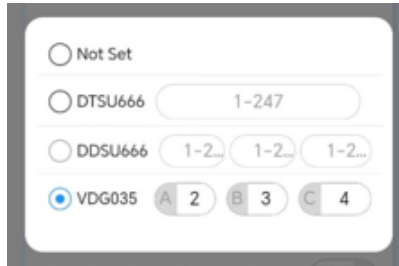 Not Set
DTSU666 1-247
DDSU666 1-2... 1-2... 1-2...
VDG035 A 2 B 3 C 4